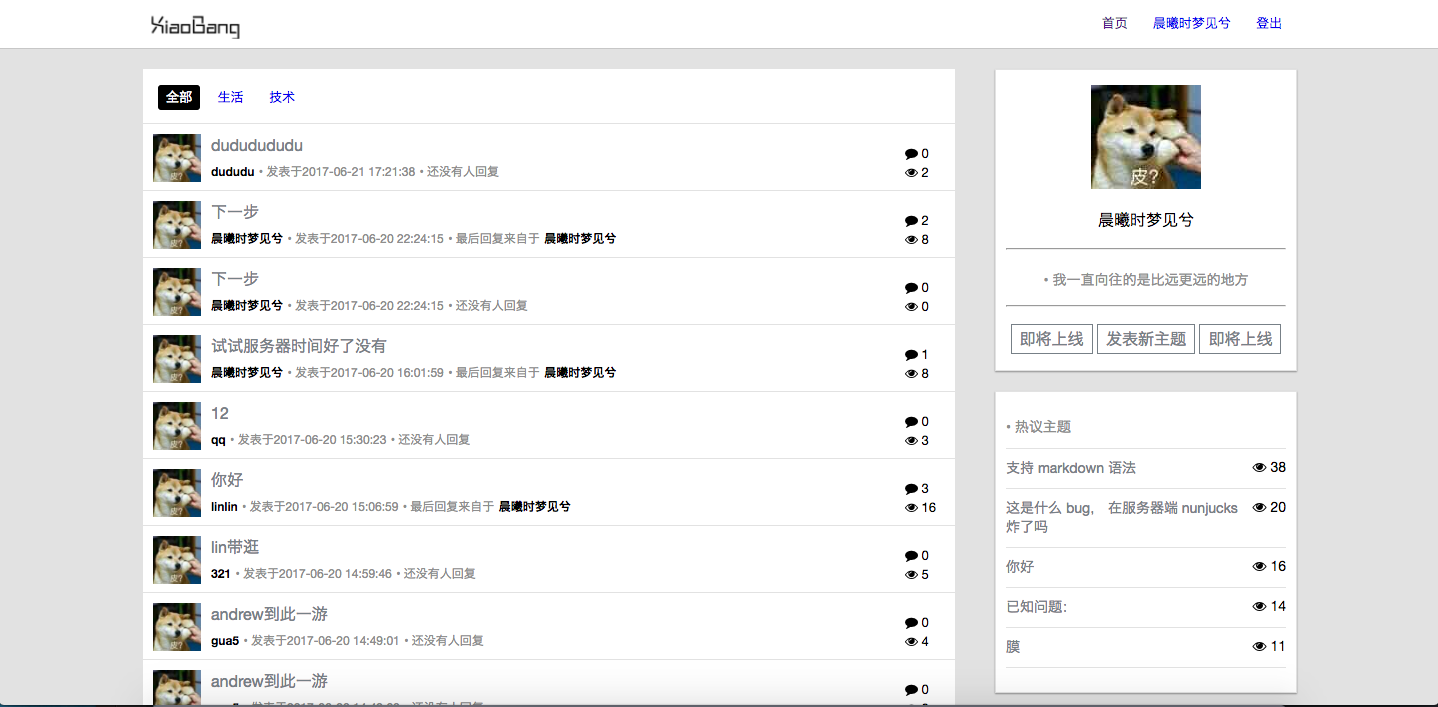 XiaoBang
首页 晨曦时梦见兮 登出
全部 生活 技术
dudududududu
dududu • 发表于2017-06-21 17:21:38 • 还没有人回复
0
2
下一步
晨曦时梦见兮 • 发表于2017-06-20 22:24:15 • 最后回复来自于 晨曦时梦见兮
2
8
下一步
晨曦时梦见兮 • 发表于2017-06-20 22:24:15 • 还没有人回复
0
0
试试服务器时间好了没有
晨曦时梦见兮 • 发表于2017-06-20 16:01:59 • 最后回复来自于 晨曦时梦见兮
1
8
12
qq • 发表于2017-06-20 15:30:23 • 还没有人回复
0
3
你好
linlin • 发表于2017-06-20 15:06:59 • 最后回复来自于 晨曦时梦见兮
3
16
lin带逛
321 • 发表于2017-06-20 14:59:46 • 还没有人回复
0
5
andrew到此一游
gua5 • 发表于2017-06-20 14:49:01 • 还没有人回复
0
4
andrew到此一游
0
皮?
晨曦时梦见兮
• 我一直向往的是比远更远的地方
即将上线 发表新主题 即将上线
• 热议主题
支持 markdown 语法 38
这是什么 bug， 在服务器端 nunjucks 20
炸了吗
你好 16
已知问题: 14
膜 11